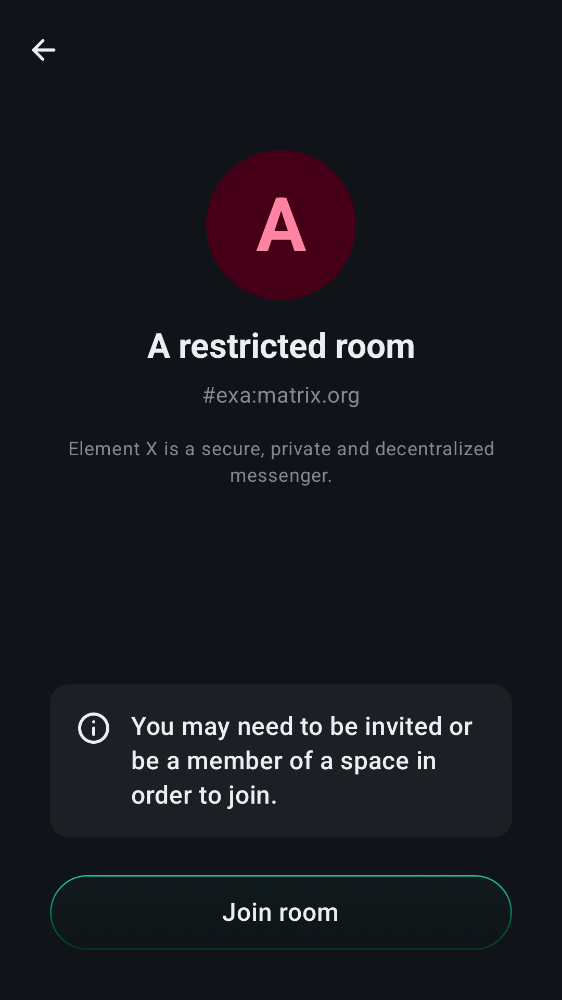 A
A restricted room
#exa:matrix.org
Element X is a secure, private and decentralized
messenger.
You may need to be invited or
be a member of a space in
order to join.
Join room